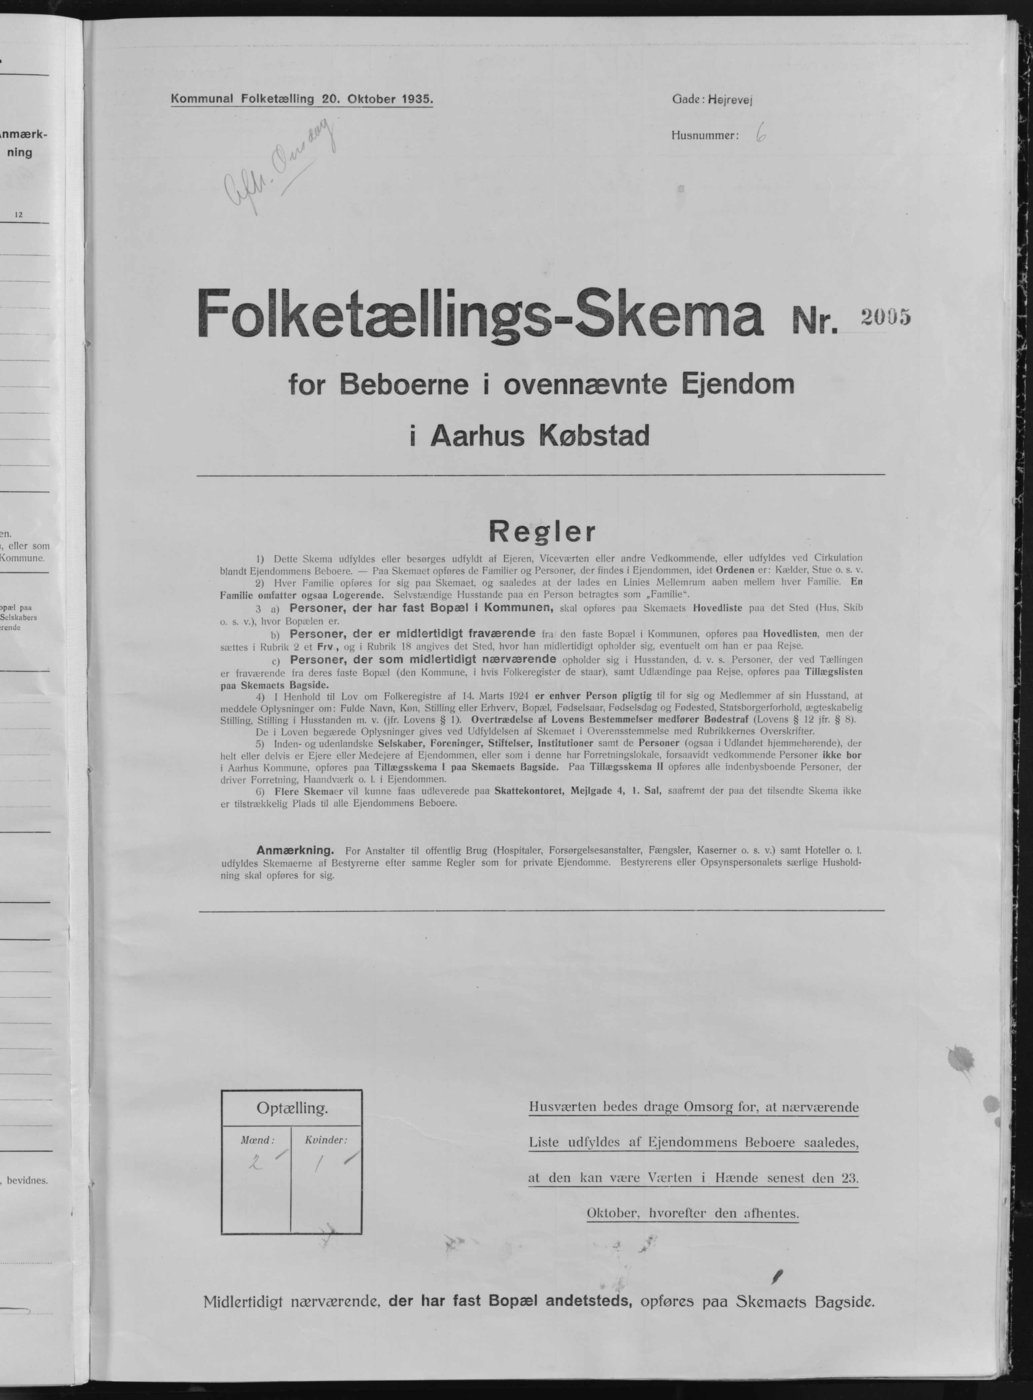 nmærk-
ning
12
en.
, eller som
Kommune.
opæl paa
Selskabers
rende
, bevidnes.
Kommunal Folketælling 20. Oktober 1935.
Gade: Hejrevej
Husnummer: 6
Afh. Onsdag
Folketællings-Skema Nr. 2005
for Beboerne i ovennævnte Ejendom
i Aarhus Købstad
Regler
1) Dette Skema udfyldes eller besørges udfyldt af Ejeren, Viceværten eller andre Vedkommende, eller udfyldes ved Cirkulation
blandt Ejendommens Beboere. — Paa Skemaet opføres de Familier og Personer, der findes i Ejendommen, idet Ordenen er: Kælder, Stue o. s. v.
2) Hver Familie opføres for sig paa Skemaet, og saaledes at der lades en Linies Mellemrum aaben mellem hver Familie. En
Familie omfatter ogsaa Logerende. Selvstændige Husstande paa én Person betragtes som „Familie“.
3 a) Personer, der har fast Bopæl i Kommunen, skal opføres paa Skemaets Hovedliste paa det Sted (Hus, Skib
o. s. v.), hvor Bopælen er.
b) Personer, der er midlertidigt fraværende fra den faste Bopæl i Kommunen, opføres paa Hovedlisten, men der
sættes i Rubrik 2 et Frv., og i Rubrik 18 angives det Sted, hvor han midlertidigt opholder sig, eventuelt om han er paa Rejse.
c) Personer, der som midlertidigt nærværende opholder sig i Husstanden, d. v. s. Personer, der ved Tællingen
er fraværende fra deres faste Bopæl (den Kommune, i hvis Folkeregister de staar), samt Udlændinge paa Rejse, opføres paa Tillægslisten
paa Skemaets Bagside.
4) I Henhold til Lov om Folkeregistre af 14. Marts 1924 er enhver Person pligtig til for sig og Medlemmer af sin Husstand, at
meddele Oplysninger om: Fulde Navn, Køn, Stilling eller Erhverv, Bopæl, Fødselsaar, Fødselsdag og Fødested, Statsborgerforhold, ægteskabelig
Stilling, Stilling i Husstanden m. v. (jfr. Lovens § 1). Overtrædelse af Lovens Bestemmelser medfører Bødestraf (Lovens § 12 jfr. § 8).
De i Loven begærede Oplysninger gives ved Udfyldelsen af Skemaet i Overensstemmelse med Rubrikkernes Overskrifter.
5) Inden- og udenlandske Selskaber, Foreninger, Stiftelser, Institutioner samt de Personer (ogsaa i Udlandet hjemmehørende), der
helt eller delvis er Ejere eller Medejere af Ejendommen, eller som i denne har Forretningslokale, forsaavidt vedkommende Personer ikke bor
i Aarhus Kommune, opføres paa Tillægsskema I paa Skemaets Bagside. Paa Tillægsskema II opføres alle indenbysboende Personer, der
driver Forretning, Haandværk o. l. i Ejendommen.
6) Flere Skemaer vil kunne faas udleverede paa Skattekontoret, Mejlgade 4, 1. Sal, saafremt der paa det tilsendte Skema ikke
er tilstrækkelig Plads til alle Ejendommens Beboere.
Anmærkning. For Anstalter til offentlig Brug (Hospitaler, Forsørgelsesanstalter, Fængsler, Kaserner o. s. v.) samt Hoteller o. l.
udfyldes Skemaerne af Bestyrerne efter samme Regler som for private Ejendomme. Bestyrerens eller Opsynspersonalets særlige Hushold-
ning skal opføres for sig.
Optælling.
Mænd: Kvinder:
2 1
Husværten bedes drage Omsorg for, at nærværende
Liste udfyldes af Ejendommens Beboere saaledes,
at den kan være Værten i Hænde senest den 23.
Oktober, hvorefter den afhentes.
Midlertidigt nærværende, der har fast Bopæl andetsteds, opføres paa Skemaets Bagside.